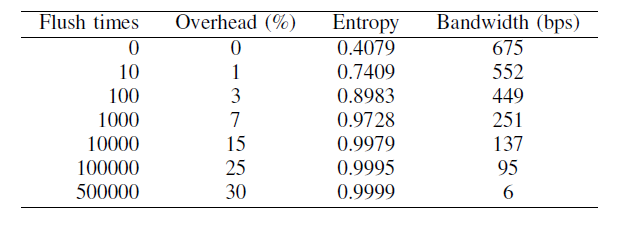 Flush times Overhead (%) Entropy Bandwidth (bps)
0 0 0.4079 675
10 1 0.7409 552
100 3 0.8983 449
1000 7 0.9728 251
10000 15 0.9979 137
100000 25 0.9995 95
500000 30 0.9999 6